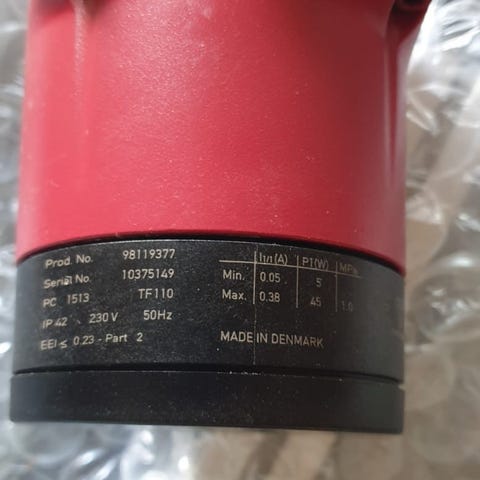 Prod. No. 98119377
Serial No. 10375149
PC 1513 TF110
IP 42 230 V 50Hz
EEI ≤ 0.23 - Part 2
I1/1(A) P1(W) MPa
Min. 0.05 5
Max. 0.38 45 1.0
MADE IN DENMARK